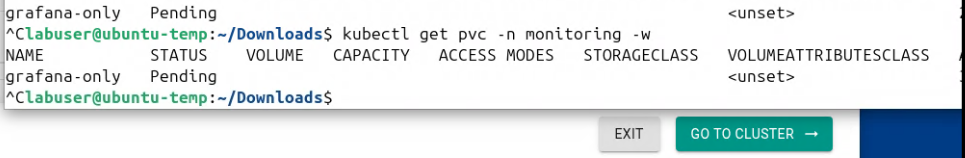 grafana-only   Pending                                                <unset>
^Clabuser@ubuntu-temp:~/Downloads$ kubectl get pvc -n monitoring -w
NAME           STATUS    VOLUME   CAPACITY   ACCESS MODES   STORAGECLASS   VOLUMEATTRIBUTESCLASS
grafana-only   Pending                                                <unset>
^Clabuser@ubuntu-temp:~/Downloads$
EXIT   GO TO CLUSTER →